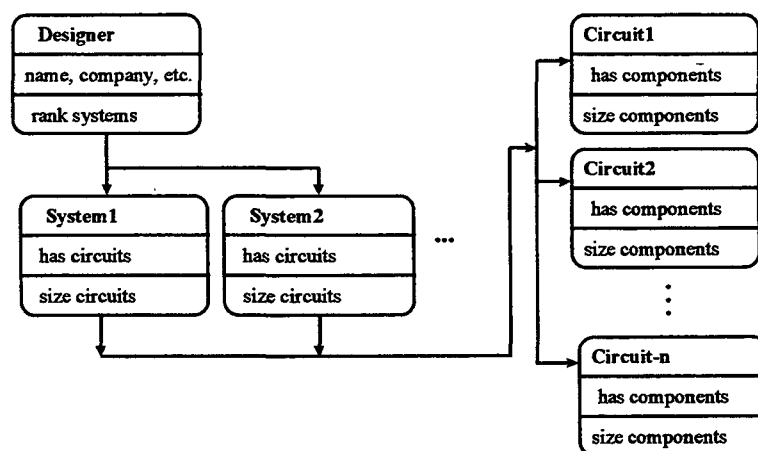 Designer
name, company, etc.
rank systems
System1
has circuits
size circuits
System2
has circuits
size circuits
...
Circuit1
has components
size components
Circuit2
has components
size components
Circuit-n
has components
size components